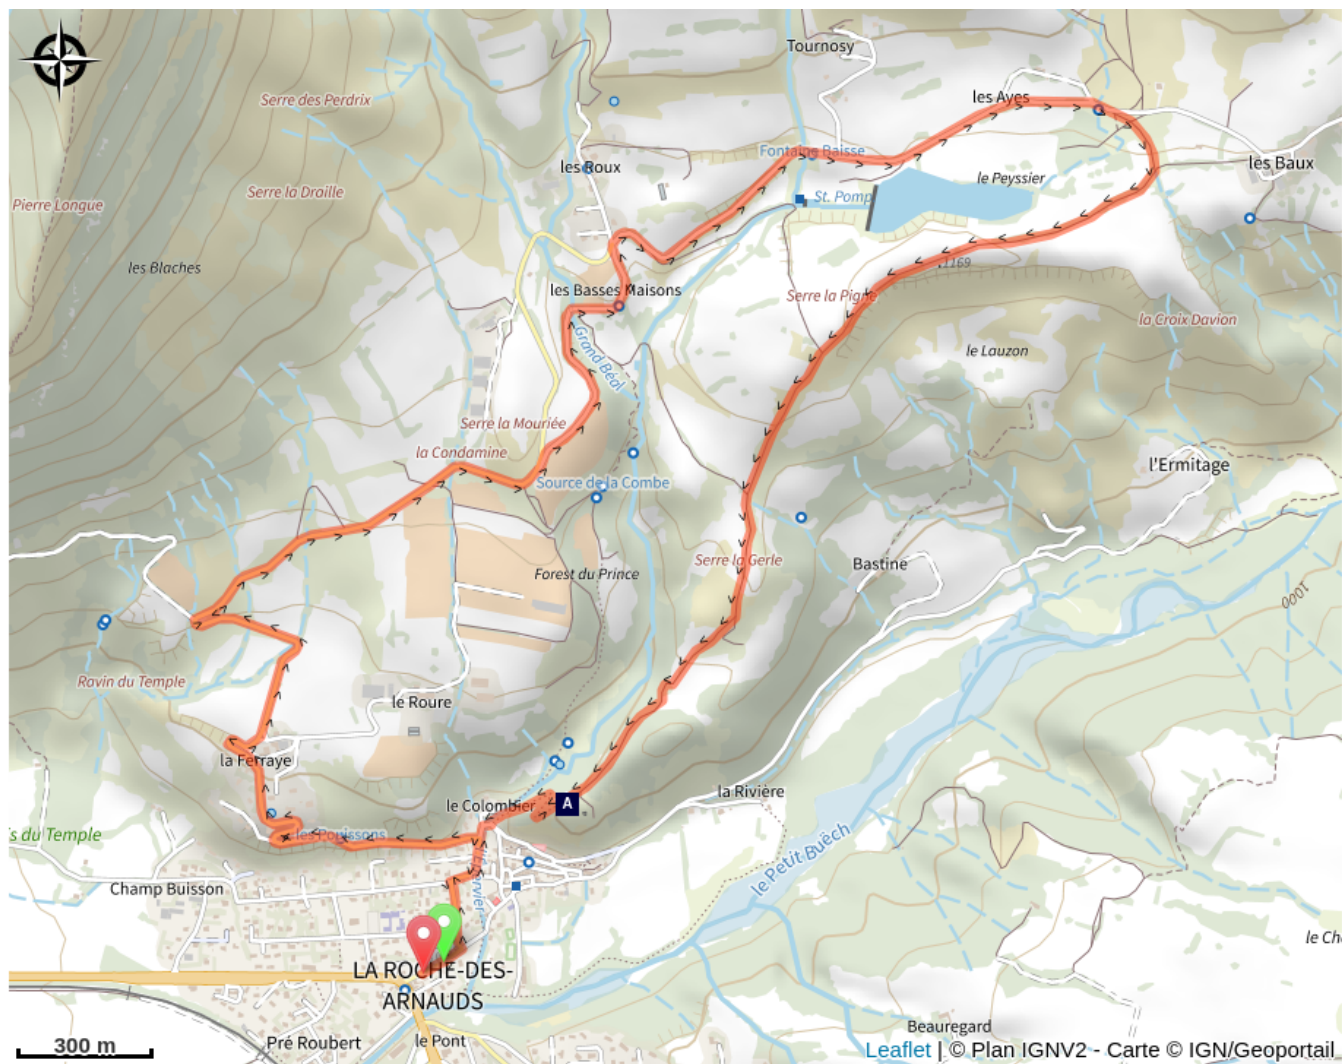 Tournosy
Serre des Perdrix
les Ayes
Fontaine Baisse
les Roux
les Baux
le Peyssier
Serre la Draille
St. Pomp
Pierre Longue
les Blaches
1169
les Basses Maisons
Serre la Pigne
la Croix Davion
Grand Béal
le Lauzon
Serre la Mouriée
la Condamine
l'Ermitage
Source de la Combe
Serre la Gerle
Bastine
Forest du Prince
1000
Ravin du Temple
le Roure
la Ferraye
la Rivière
le Colombier
A
s du Temple
les Pouissons
le Petit Buëch
Champ Buisson
le Ch
LA ROCHE-DES-
ARNAUDS
Beauregard
Pré Roubert
le Pont
300 m
Leaflet | © Plan IGNV2 - Carte © IGN/Geoportail